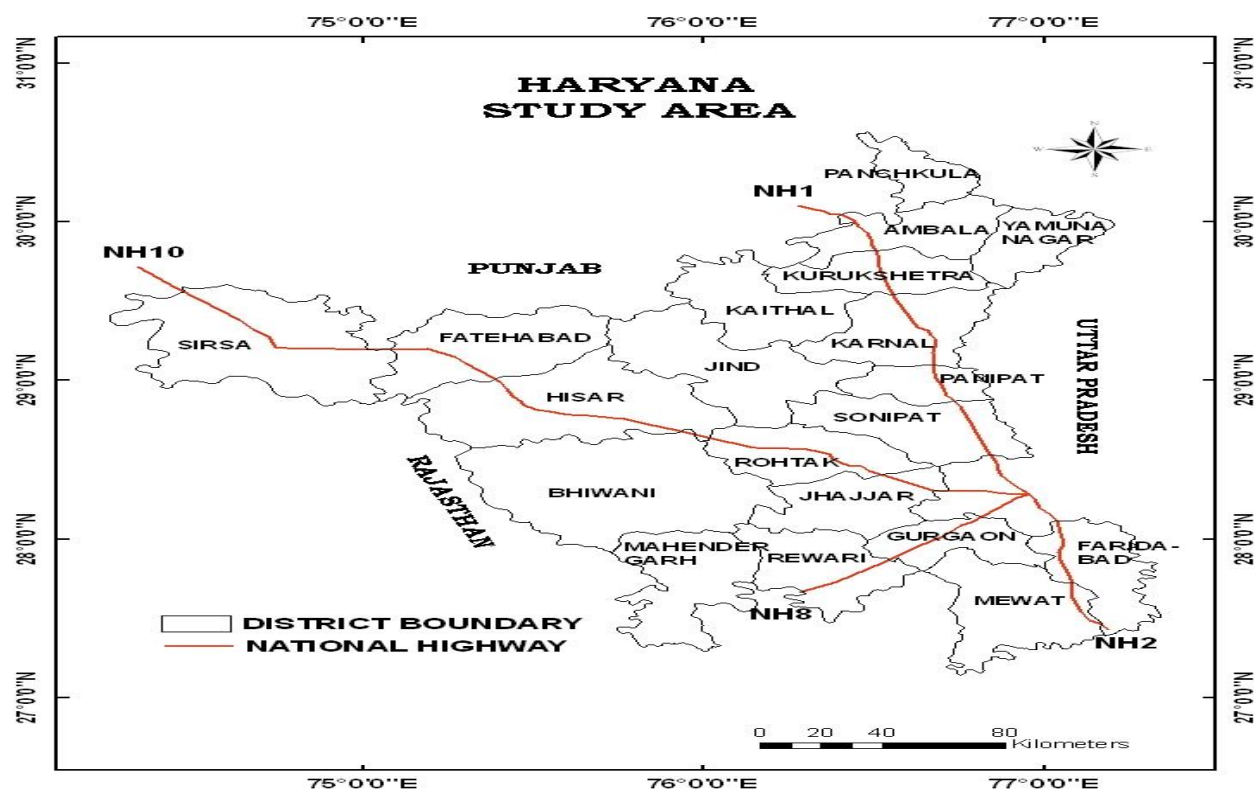 75°0'0"E 76°0'0"E 77°0'0"E
31°0'0"N 31°0'0"N
HARYANA
STUDY AREA
N
W E
S
PANCHKULA
NH1
30°0'0"N 30°0'0"N
AMBALA YAMUNA
NAGAR
NH10
PUNJAB
KURUKSHETRA
KAITHAL
FATEHABAD
SIRSA
KARNAL
UTTAR PRADESH
JIND
PANIPAT
29°0'0"N 29°0'0"N
HISAR
SONIPAT
ROHTAK
BHIWANI
JHAJJAR
RAJASTHAN
28°0'0"N 28°0'0"N
GURGAON
MAHENDER
GARH
REWARI
FARIDA-
BAD
MEWAT
NH8
DISTRICT BOUNDARY
NATIONAL HIGHWAY
NH2
27°0'0"N 27°0'0"N
0 20 40 80
Kilometers
75°0'0"E 76°0'0"E 77°0'0"E